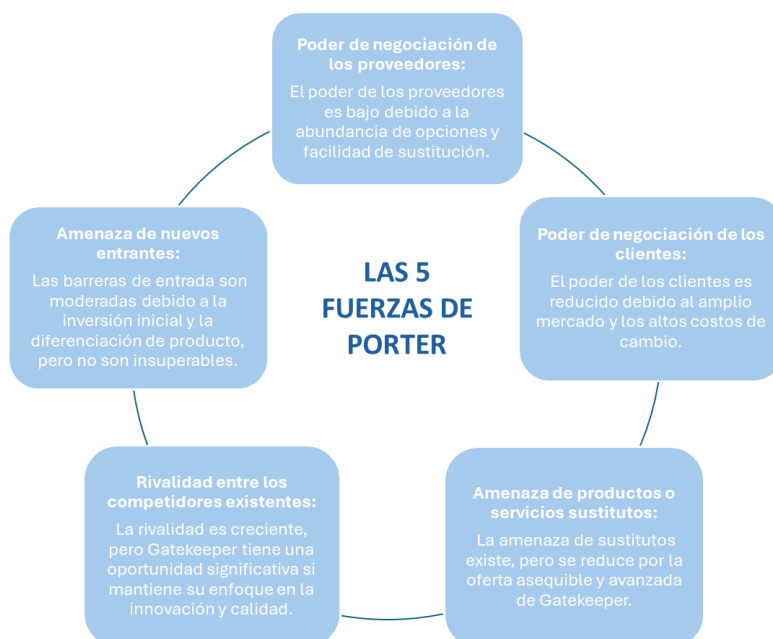 Poder de negociación de
los proveedores:
El poder de los proveedores
es bajo debido a la
abundancia de opciones y
facilidad de sustitución.
Poder de negociación de los
clientes:
El poder de los clientes es
reducido debido al amplio
mercado y los altos costos de
cambio.
Amenaza de productos o
servicios sustitutos:
La amenaza de sustitutos
existe, pero se reduce por la
oferta asequible y avanzada
de Gatekeeper.
Rivalidad entre los
competidores existentes:
La rivalidad es creciente,
pero Gatekeeper tiene una
oportunidad significativa si
mantiene su enfoque en la
innovación y calidad.
Amenaza de nuevos
entrantes:
Las barreras de entrada son
moderadas debido a la
inversión inicial y la
diferenciación de producto,
pero no son insuperables.
LAS 5
FUERZAS DE
PORTER